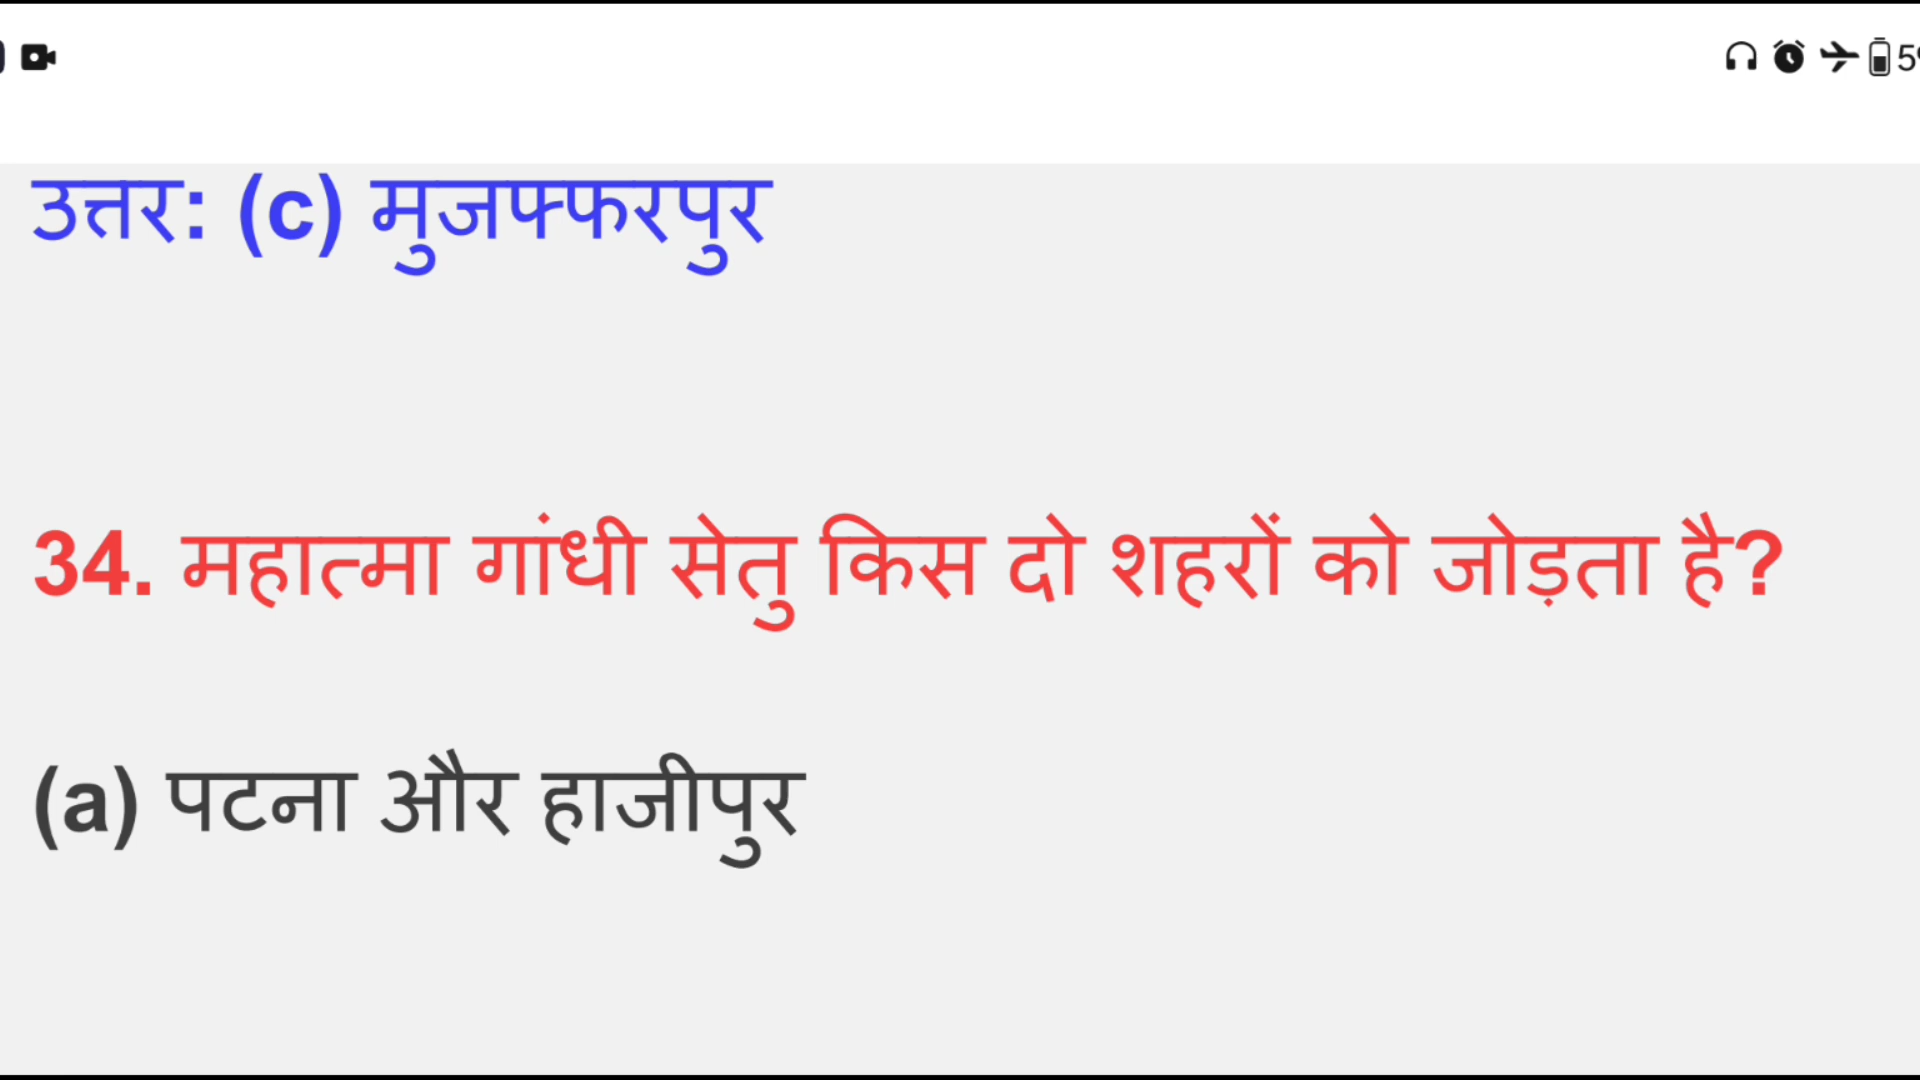 उत्तर: (c) मुजफ्फरपुर
34. महात्मा गांधी सेतु किस दो शहरों को जोड़ता है?
(a) पटना और हाजीपुर